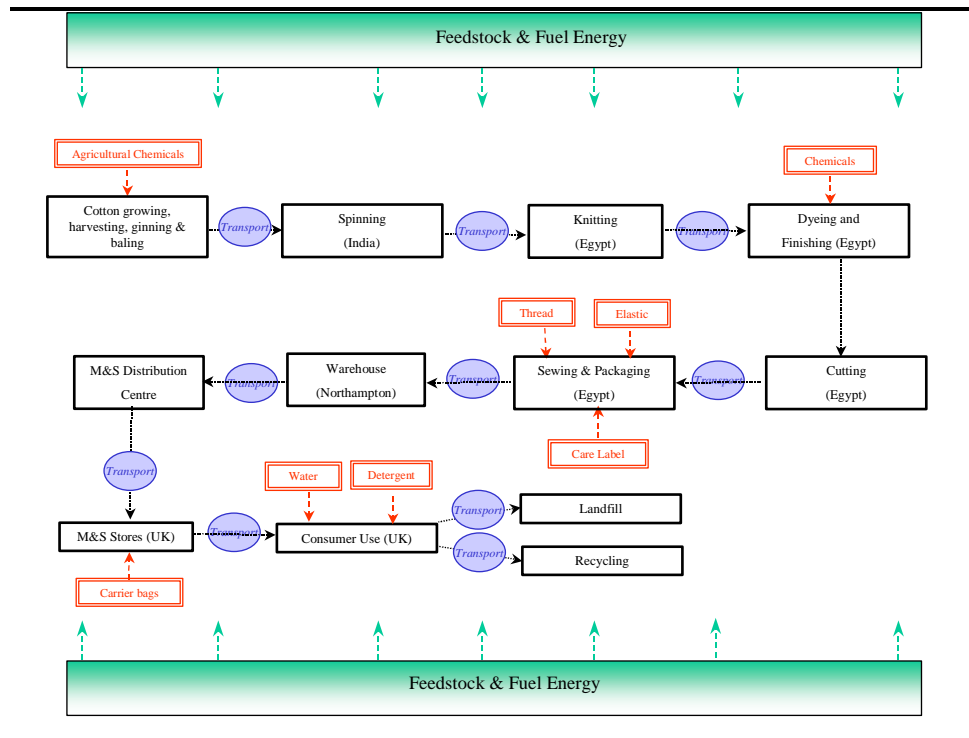 Feedstock & Fuel Energy
Agricultural Chemicals
Chemicals
Cotton growing,
harvesting, ginning &
baling
Transport
Spinning
(India)
Transport
Knitting
(Egypt)
Transport
Dyeing and
Finishing (Egypt)
Thread
Elastic
M&S Distribution
Centre
Transport
Warehouse
(Northampton)
Transport
Sewing & Packaging
(Egypt)
Transport
Cutting
(Egypt)
Care Label
Transport
Water
Detergent
M&S Stores (UK)
Transport
Consumer Use (UK)
Transport
Landfill
Transport
Recycling
Carrier bags
Feedstock & Fuel Energy